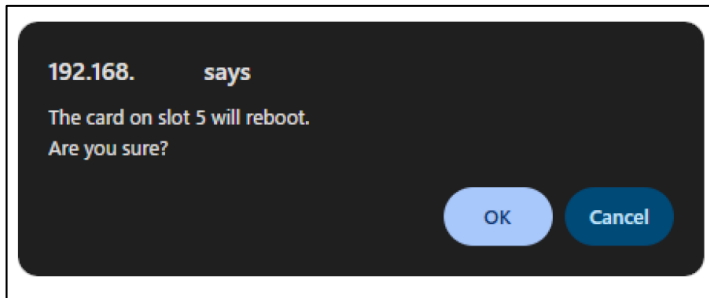 192.168. says
The card on slot 5 will reboot.
Are you sure?
OK Cancel